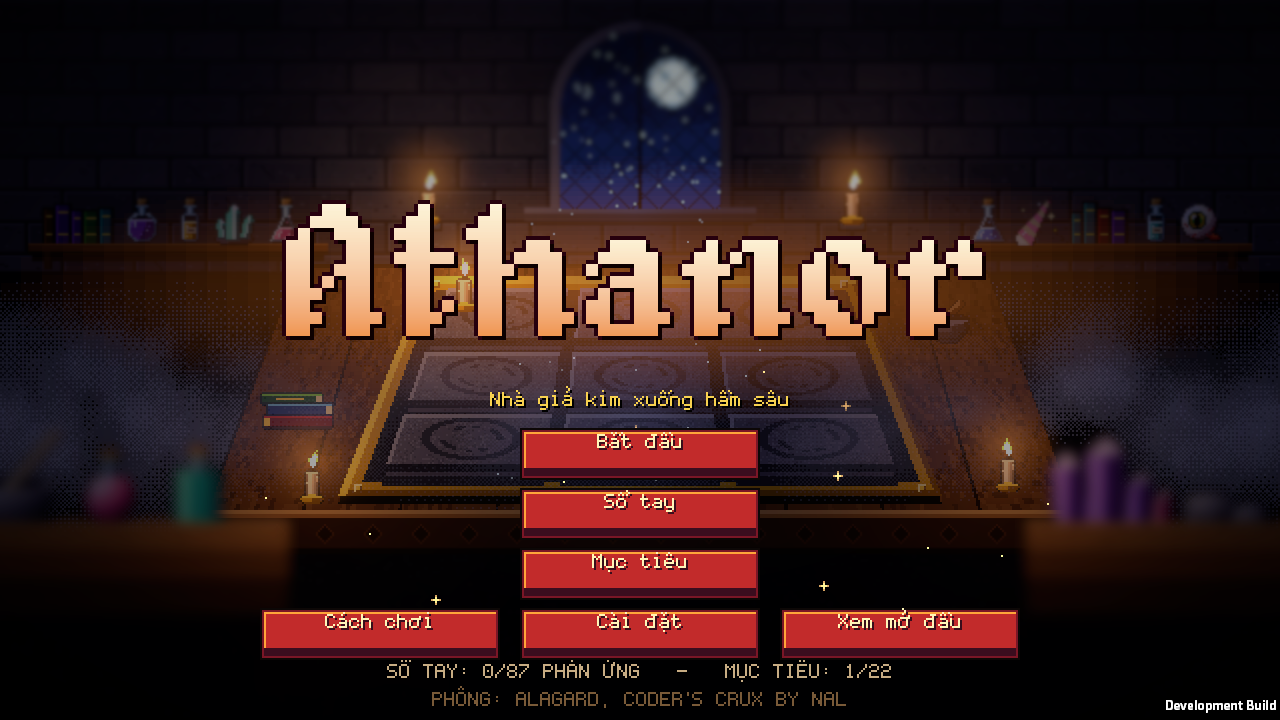 Athanor
Nhà giả kim xuống hầm sâu
Bắt đầu
Sổ tay
Mục tiêu
Cách chơi
Cài đặt
Xem mở đầu
SỔ TAY: 0/87 PHẢN ỨNG – MỤC TIÊU: 1/22
PHÔNG: ALAGARD, CODER'S CRUX BY NAL
Development Build